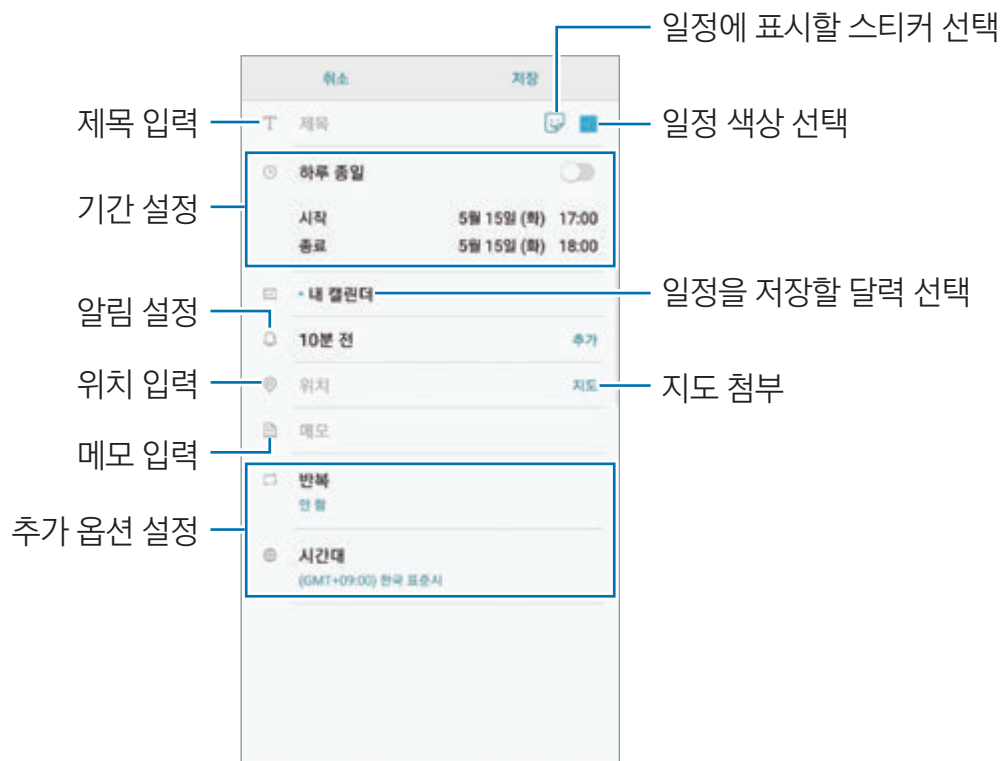 일정에 표시할 스티커 선택
취소 저장
제목 입력 T 제목 일정 색상 선택
하루 종일
기간 설정
시작 5월 15일 (화) 17:00
종료 5월 15일 (화) 18:00
내 캘린더 일정을 저장할 달력 선택
알림 설정
10분 전 추가
위치 입력 위치 지도 지도 첨부
메모
메모 입력
반복
안 함
추가 옵션 설정
시간대
(GMT+09:00) 한국 표준시